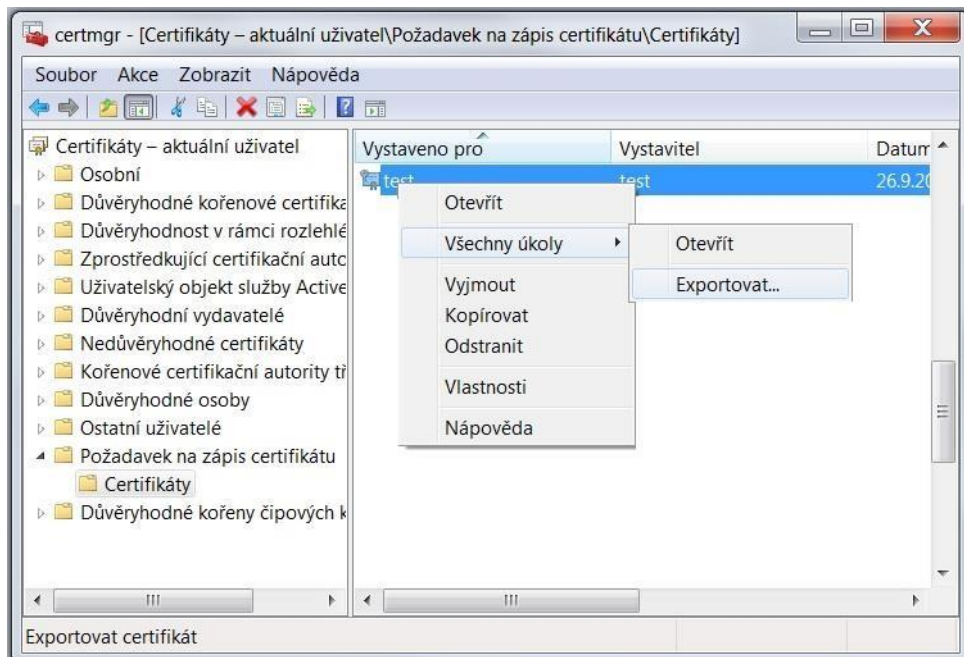 certmgr - [Certifikáty – aktuální uživatel\Požadavek na zápis certifikátu\Certifikáty]
Soubor Akce Zobrazit Nápověda
Certifikáty – aktuální uživatel
Osobní
Důvěryhodné kořenové certifika
Důvěryhodnost v rámci rozlehlé
Zprostředkující certifikační auto
Uživatelský objekt služby Active
Důvěryhodní vydavatelé
Nedůvěryhodné certifikáty
Kořenové certifikační autority tř
Důvěryhodné osoby
Ostatní uživatelé
Požadavek na zápis certifikátu
Certifikáty
Důvěryhodné kořeny čipových k
Vystaveno pro Vystavitel Datum
test test 26.9.20
Otevřít
Všechny úkoly
Vyjmout
Kopírovat
Odstranit
Vlastnosti
Nápověda
Otevřít
Exportovat...
Exportovat certifikát